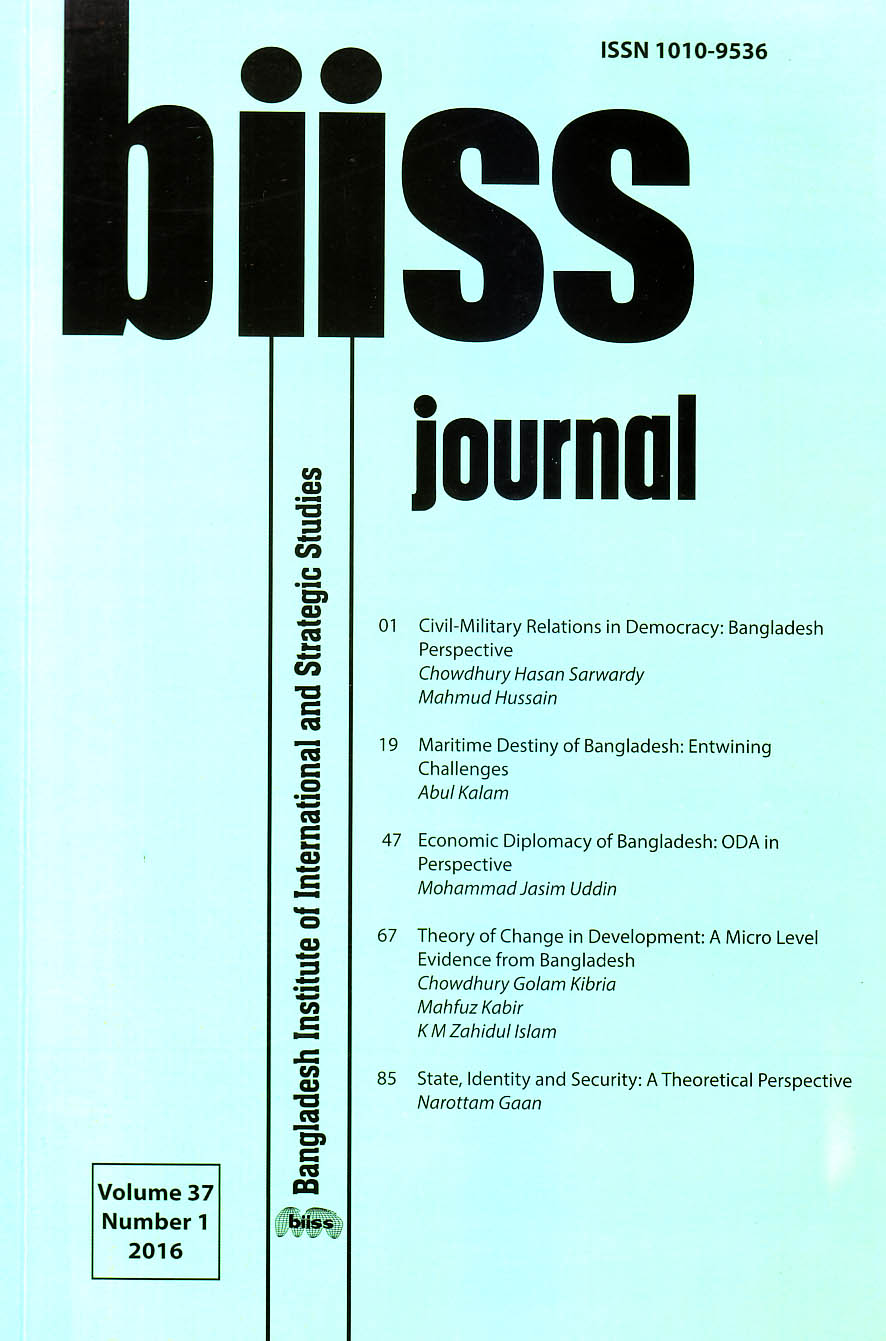 ISSN 1010-9536
biiss
journal
Bangladesh Institute of International and Strategic Studies
01 Civil-Military Relations in Democracy: Bangladesh
Perspective
Chowdhury Hasan Sarwardy
Mahmud Hussain
19 Maritime Destiny of Bangladesh: Entwining
Challenges
Abul Kalam
47 Economic Diplomacy of Bangladesh: ODA in
Perspective
Mohammad Jasim Uddin
67 Theory of Change in Development: A Micro Level
Evidence from Bangladesh
Chowdhury Golam Kibria
Mahfuz Kabir
K M Zahidul Islam
85 State, Identity and Security: A Theoretical Perspective
Narottam Gaan
Volume 37
Number 1
2016
biiss